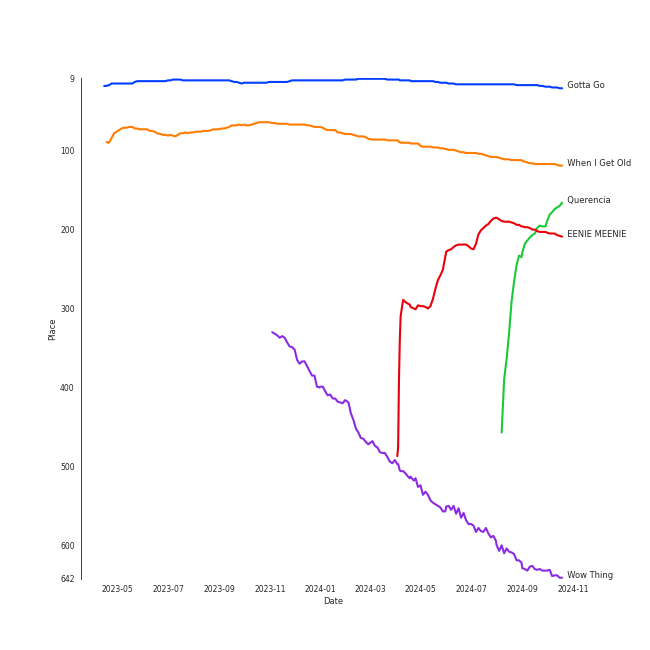 9
Gotta Go
100
When I Get Old
Querencia
200
EENIE MEENIE
300
Place
400
500
600
642
Wow Thing
2023-05 2023-07 2023-09 2023-11 2024-01 2024-03 2024-05 2024-07 2024-09 2024-11
Date